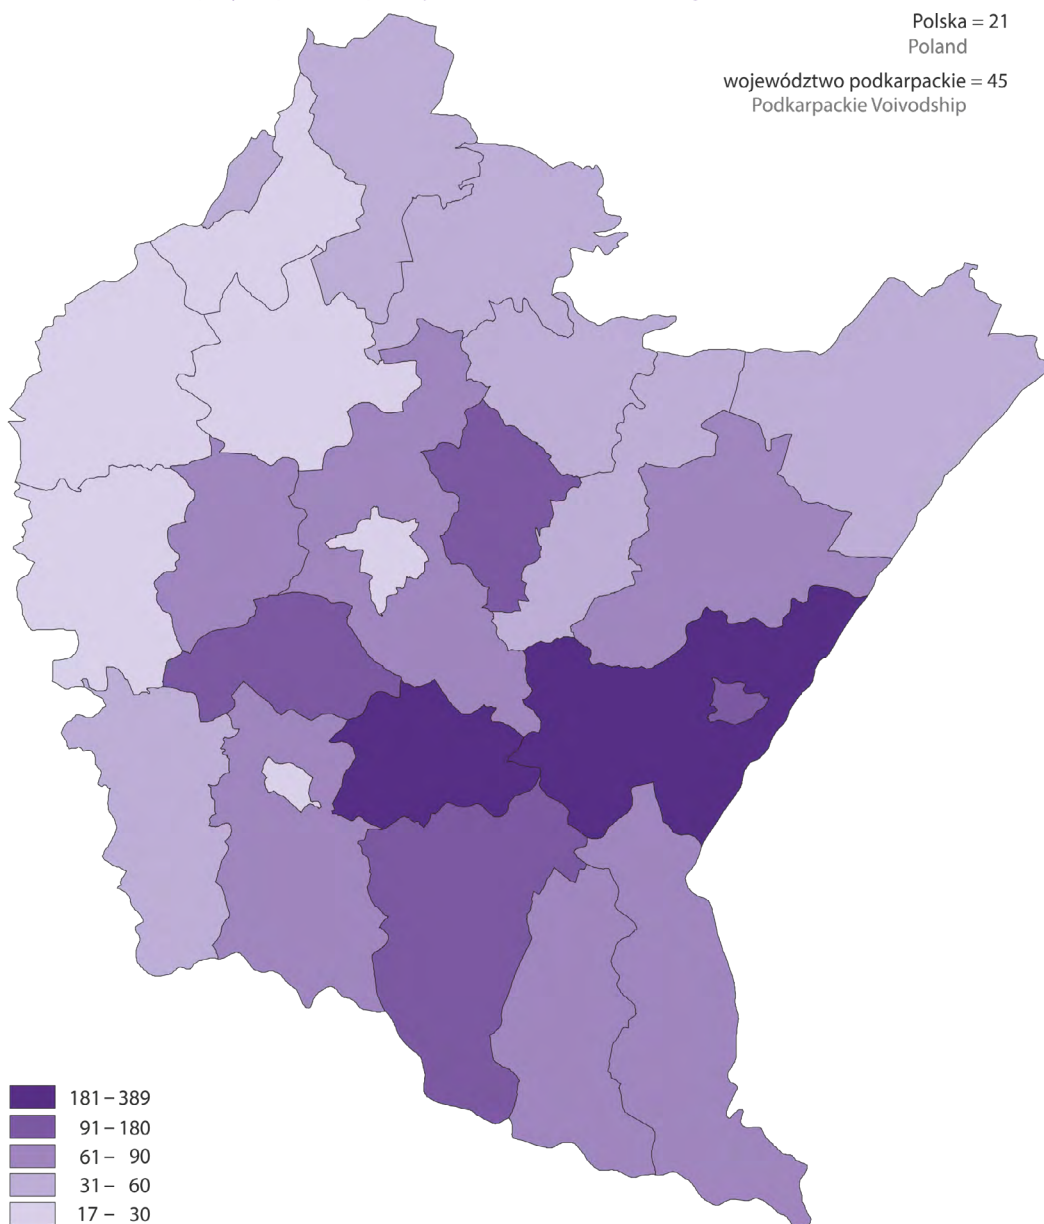 Polska = 21
Poland
województwo podkarpackie = 45
Podkarpackie Voivodship
181 – 389
91 – 180
61 – 90
31 – 60
17 – 30